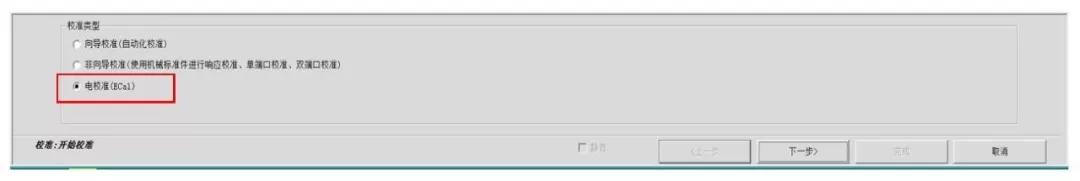 校准类型
向导校准(自动化校准)
非向导校准(使用机械标准件进行响应校准、单端口校准、双端口校准)
电校准(ECal)
校准:开始校准
静音
<上一步
下一步>
完成
取消